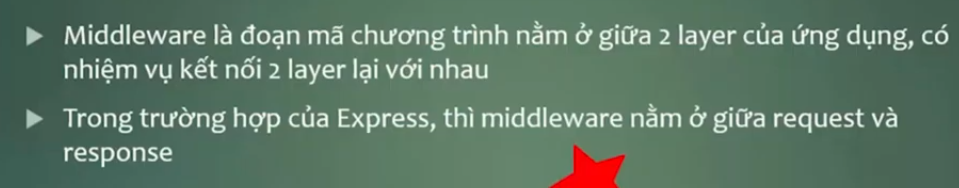 Middleware là đoạn mã chương trình nằm ở giữa 2 layer của ứng dụng, có
nhiệm vụ kết nối 2 layer lại với nhau
Trong trường hợp của Express, thì middleware nằm ở giữa request và
response